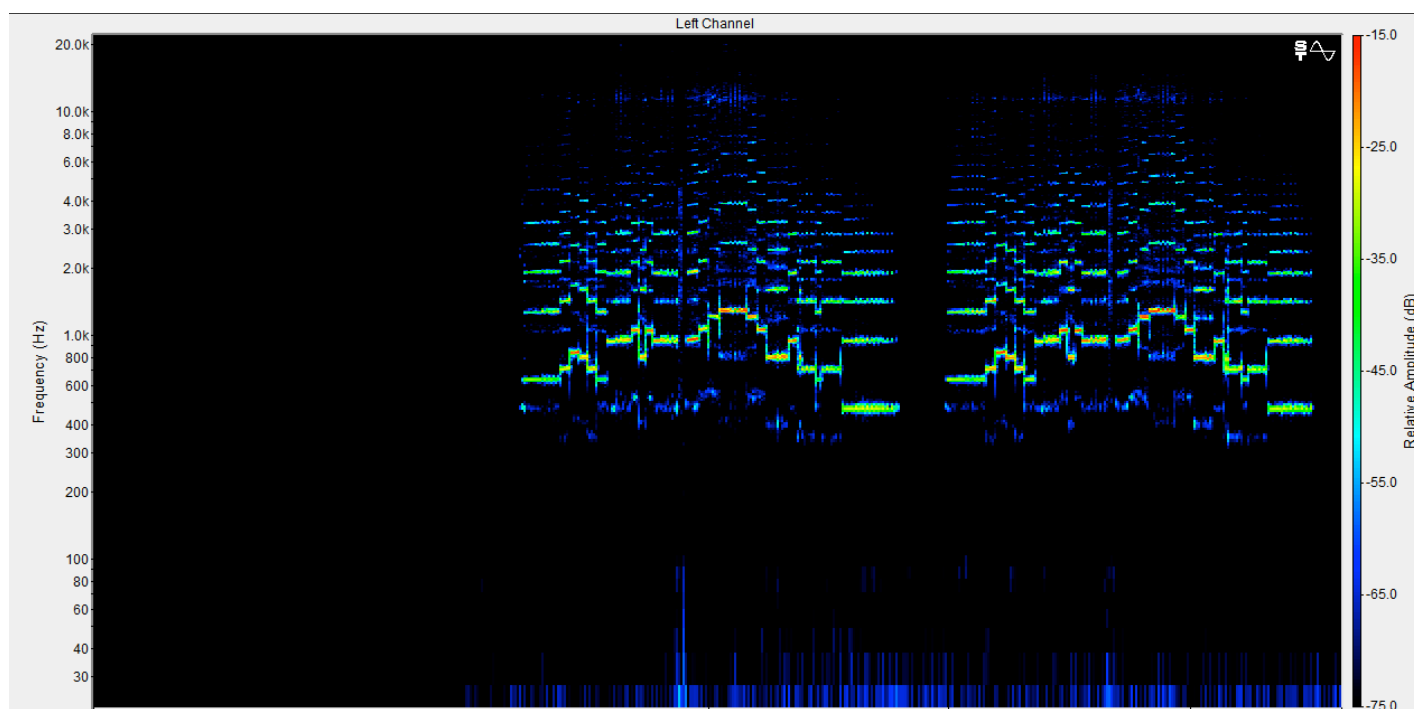 Left Channel
ST
20.0k
10.0k
8.0k
6.0k
4.0k
3.0k
2.0k
1.0k
800
600
400
300
200
100
80
60
40
30
Frequency (Hz)
-15.0
-25.0
-35.0
-45.0
-55.0
-65.0
-75.0
Relative Amplitude (dB)